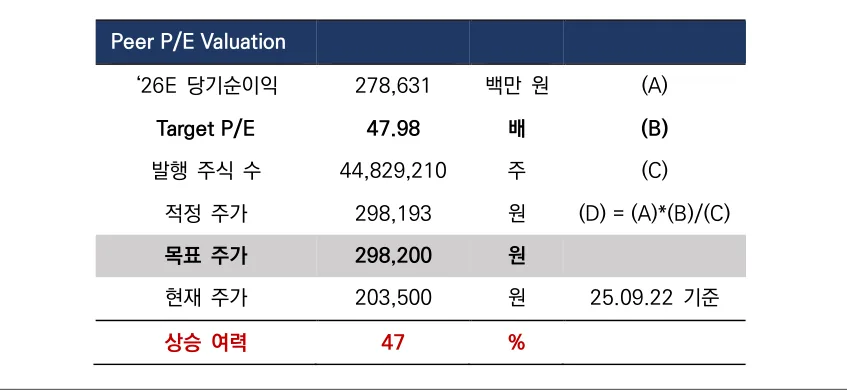 Peer P/E Valuation
‘26E 당기순이익 278,631 백만 원 (A)
Target P/E 47.98 배 (B)
발행 주식 수 44,829,210 주 (C)
적정 주가 298,193 원 (D) = (A)*(B)/(C)
목표 주가 298,200 원
현재 주가 203,500 원 25.09.22 기준
상승 여력 47 %